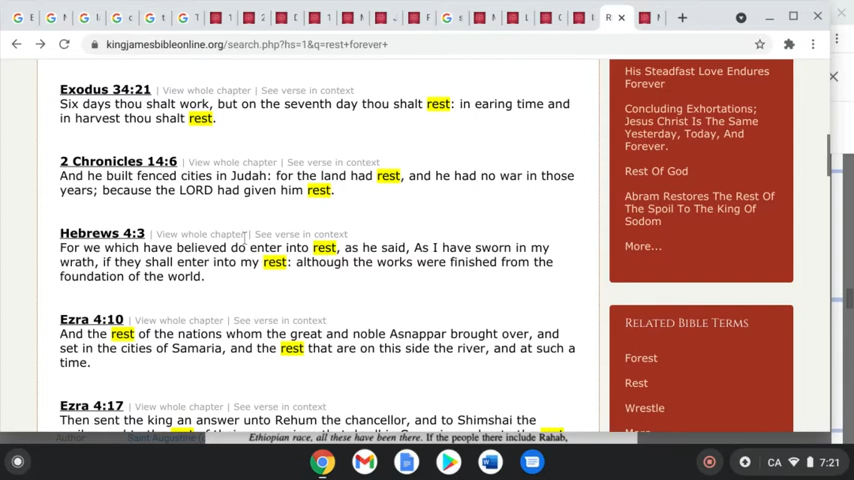 kingjamesbibleonline.org/search.php?hs=1&q=rest+forever+
Exodus 34:21 | View whole chapter | See verse in context
Six days thou shalt work, but on the seventh day thou shalt rest: in earing time and
in harvest thou shalt rest.
2 Chronicles 14:6 | View whole chapter | See verse in context
And he built fenced cities in Judah: for the land had rest, and he had no war in those
years; because the LORD had given him rest.
Hebrews 4:3 | View whole chapter | See verse in context
For we which have believed do enter into rest, as he said, As I have sworn in my
wrath, if they shall enter into my rest: although the works were finished from the
foundation of the world.
Ezra 4:10 | View whole chapter | See verse in context
And the rest of the nations whom the great and noble Asnappar brought over, and
set in the cities of Samaria, and the rest that are on this side the river, and at such a
time.
Ezra 4:17 | View whole chapter | See verse in context
Then sent the king an answer unto Rehum the chancellor, and to Shimshai the
His Steadfast Love Endures
Forever
Concluding Exhortations;
Jesus Christ Is The Same
Yesterday, Today, And
Forever.
Rest Of God
Abram Restores The Rest Of
The Spoil To The King Of
Sodom
More...
Related Bible Terms
Forest
Rest
Wrestle
Author
Saint Augustine
Ethiopian race, all these have been there. If the people there include Rahab,
CA
7:21